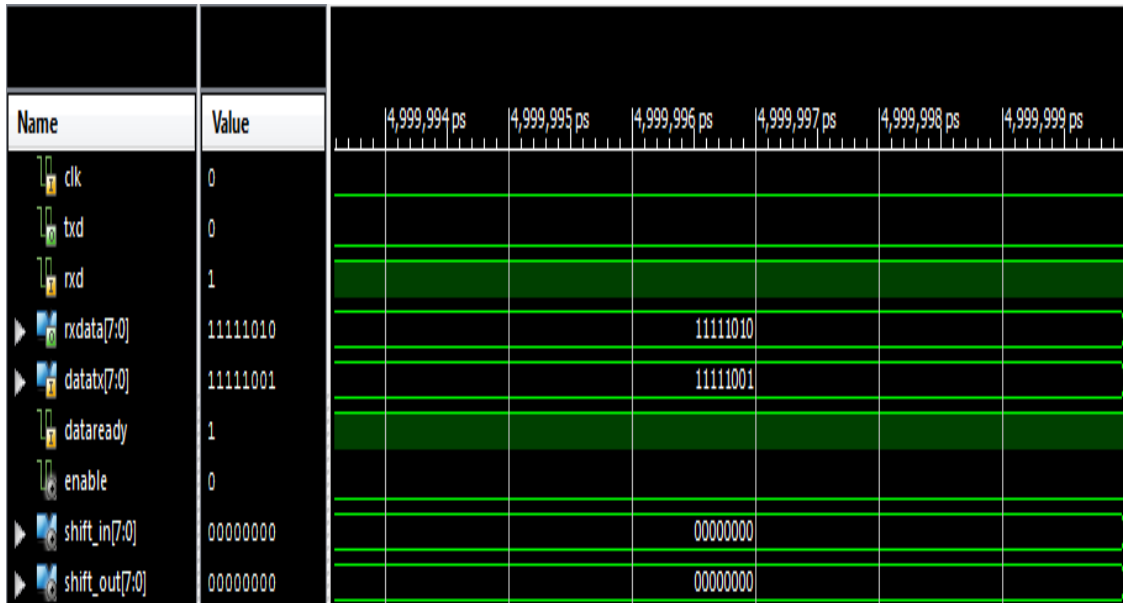 Name Value 4,999,994 ps 4,999,995 ps 4,999,996 ps 4,999,997 ps 4,999,998 ps 4,999,999 ps
clk 0
txd 0
rxd 1
rxdata[7:0] 11111010 11111010
datatx[7:0] 11111001 11111001
dataready 1
enable 0
shift_in[7:0] 00000000 00000000
shift_out[7:0] 00000000 00000000